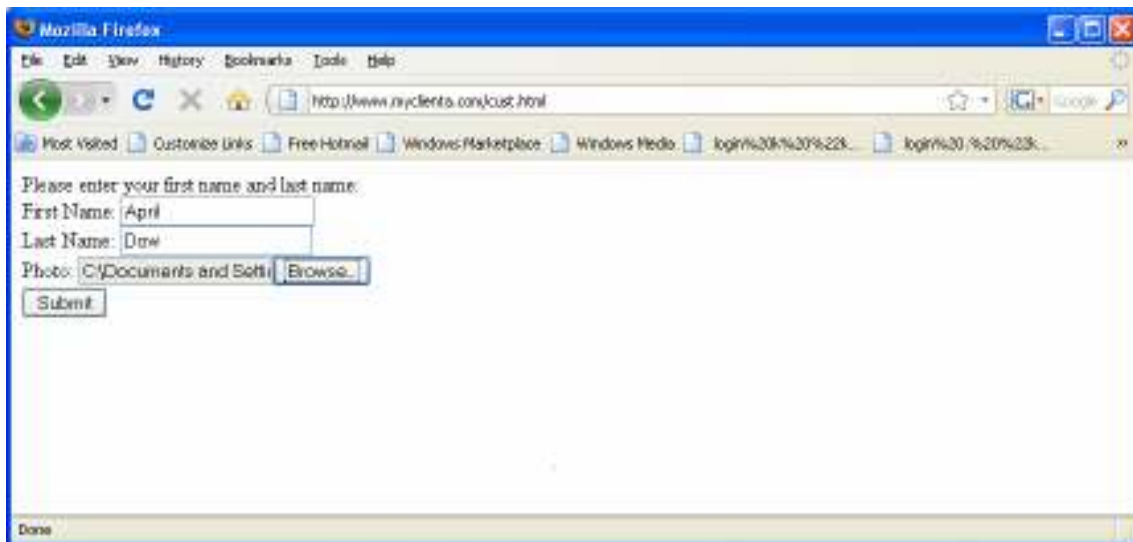 Mozilla Firefox
File Edit View History Bookmarks Tools Help
http://www.myclienta.com/cust.html Google
Most Visited Customize Links Free Hotmail Windows Marketplace Windows Media
Please enter your first name and last name:
First Name: April
Last Name: Dow
Photo: C:\Documents and Setti Browse...
Submit
Done